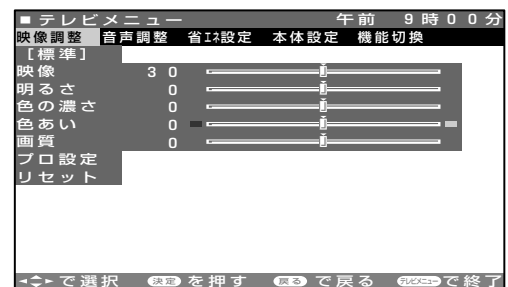 ■テレビメニュー 午前 9時00分
映像調整 音声調整 省エネ設定 本体設定 機能切換
[標準]
映像 30
明るさ 0
色の濃さ 0
色あい 0
画質 0
プロ設定
リセット
で選択 決定を押す 戻るで戻る テレビメニューで終了